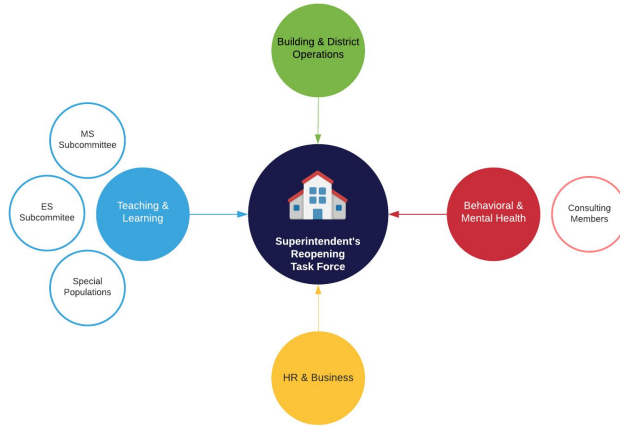 Building & District
Operations
MS
Subcommittee
ES
Subcommitee
Teaching &
Learning
Special
Populations
Superintendent's
Reopening
Task Force
Behavioral &
Mental Health
Consulting
Members
HR & Business